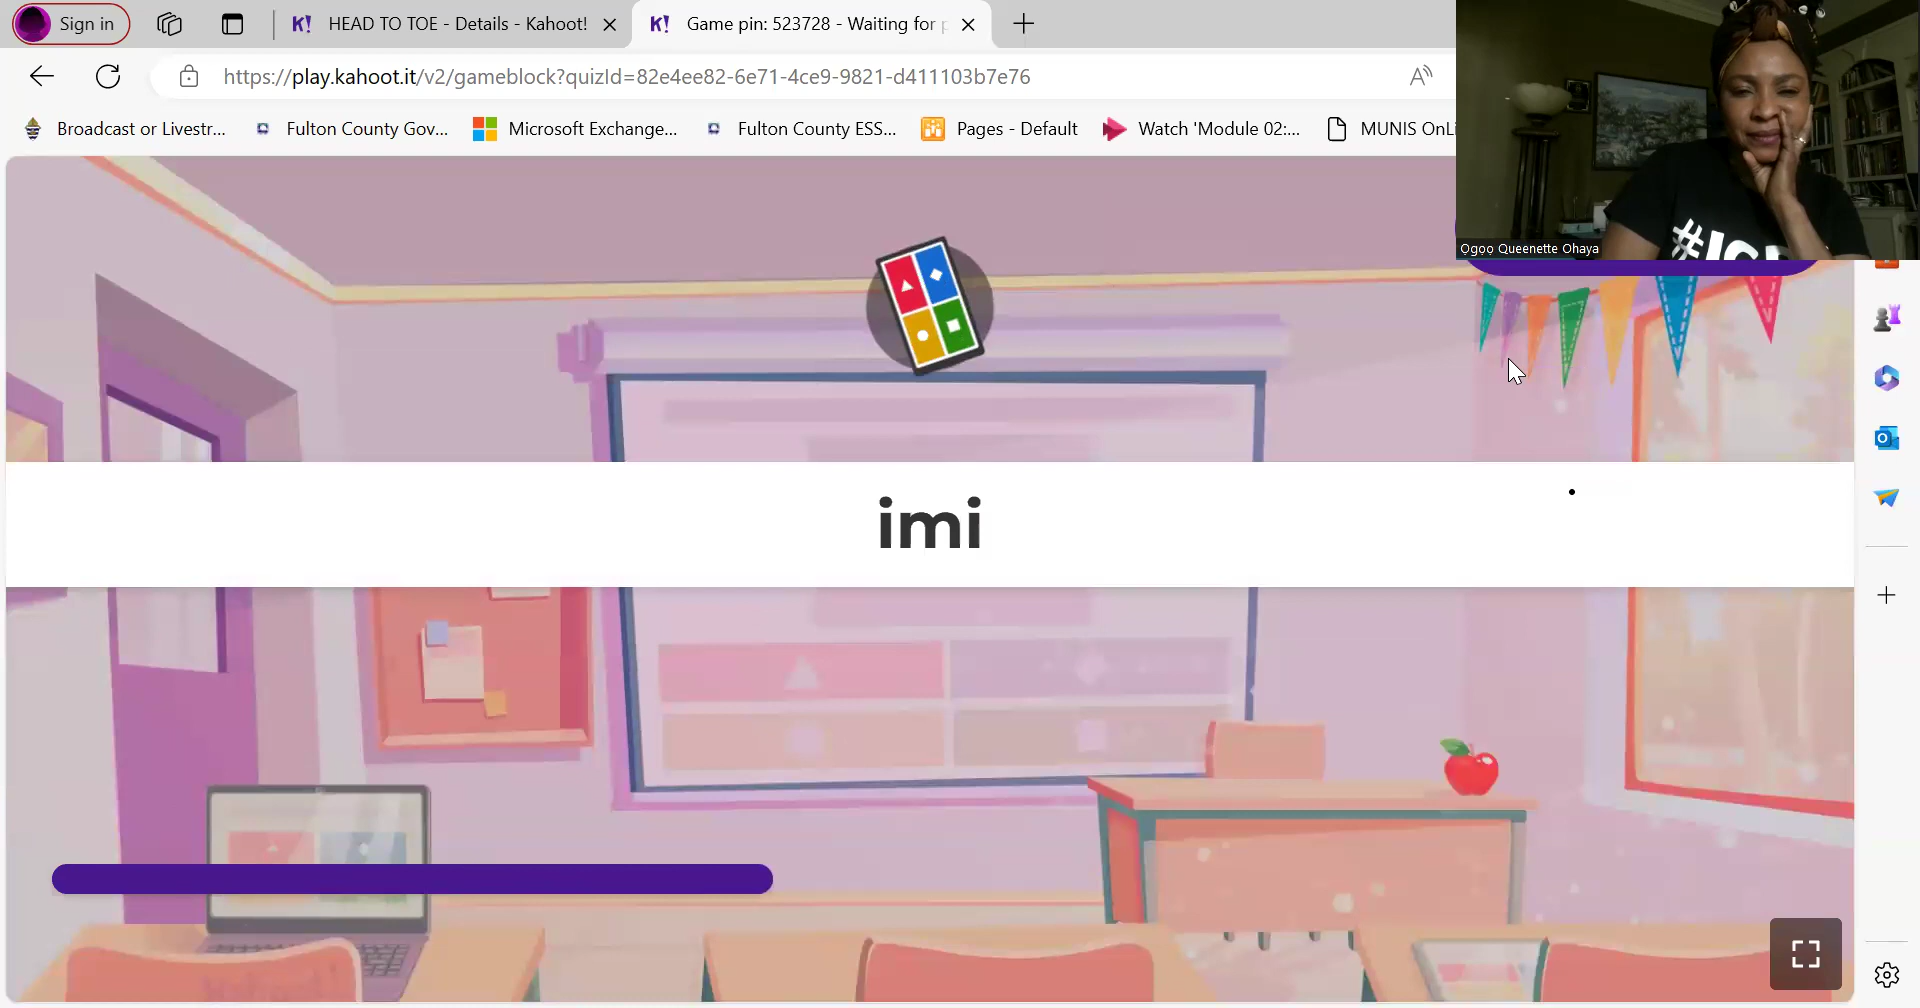 Sign in
HEAD TO TOE - Details - Kahoot!
Game pin: 523728 - Waiting for p
https://play.kahoot.it/v2/gameblock?quizId=82e4ee82-6e71-4ce9-9821-d411103b7e76
Broadcast or Livestr...
Fulton County Gov...
Microsoft Exchange...
Fulton County ESS...
Pages - Default
Watch 'Module 02:...
MUNIS OnLi
Ọgọọ Queenette Ohaya
imi